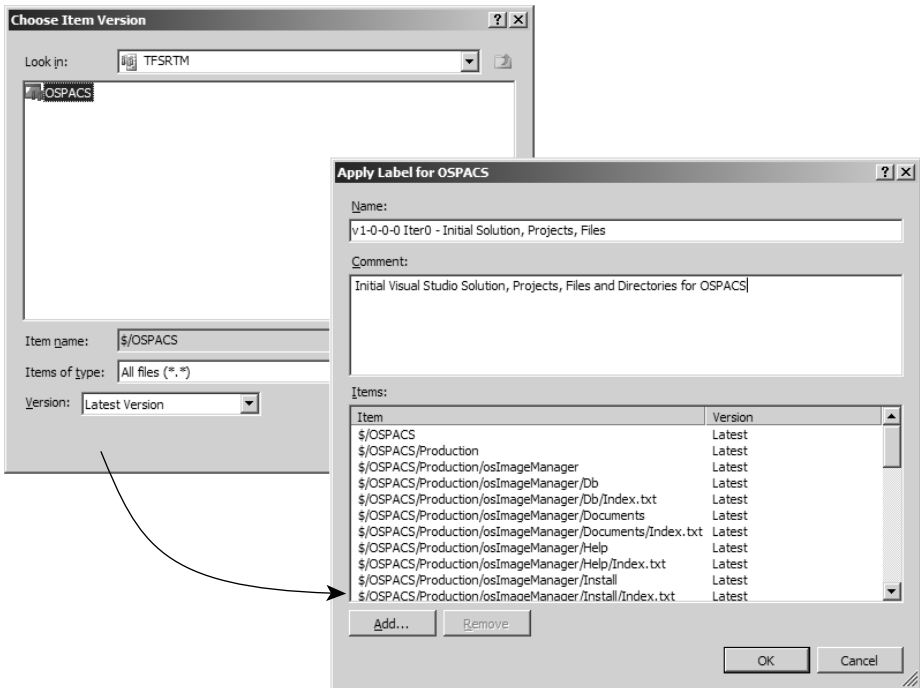 Choose Item Version
Look in:
TFSRTM
OSPACS
Item name:
$/OSPACS
Items of type:
All files (*.*)
Version:
Latest Version
Apply Label for OSPACS
Name:
v1-0-0-0 Iter0 - Initial Solution, Projects, Files
Comment:
Initial Visual Studio Solution, Projects, Files and Directories for OSPACS
Items:
Item Version
$/OSPACS Latest
$/OSPACS/Production Latest
$/OSPACS/Production/osImageManager Latest
$/OSPACS/Production/osImageManager/Db Latest
$/OSPACS/Production/osImageManager/Db/Index.txt Latest
$/OSPACS/Production/osImageManager/Documents Latest
$/OSPACS/Production/osImageManager/Documents/Index.txt Latest
$/OSPACS/Production/osImageManager/Help Latest
$/OSPACS/Production/osImageManager/Help/Index.txt Latest
$/OSPACS/Production/osImageManager/Install Latest
$/OSPACS/Production/osImageManager/Install/Index.txt Latest
Add... Remove
OK Cancel